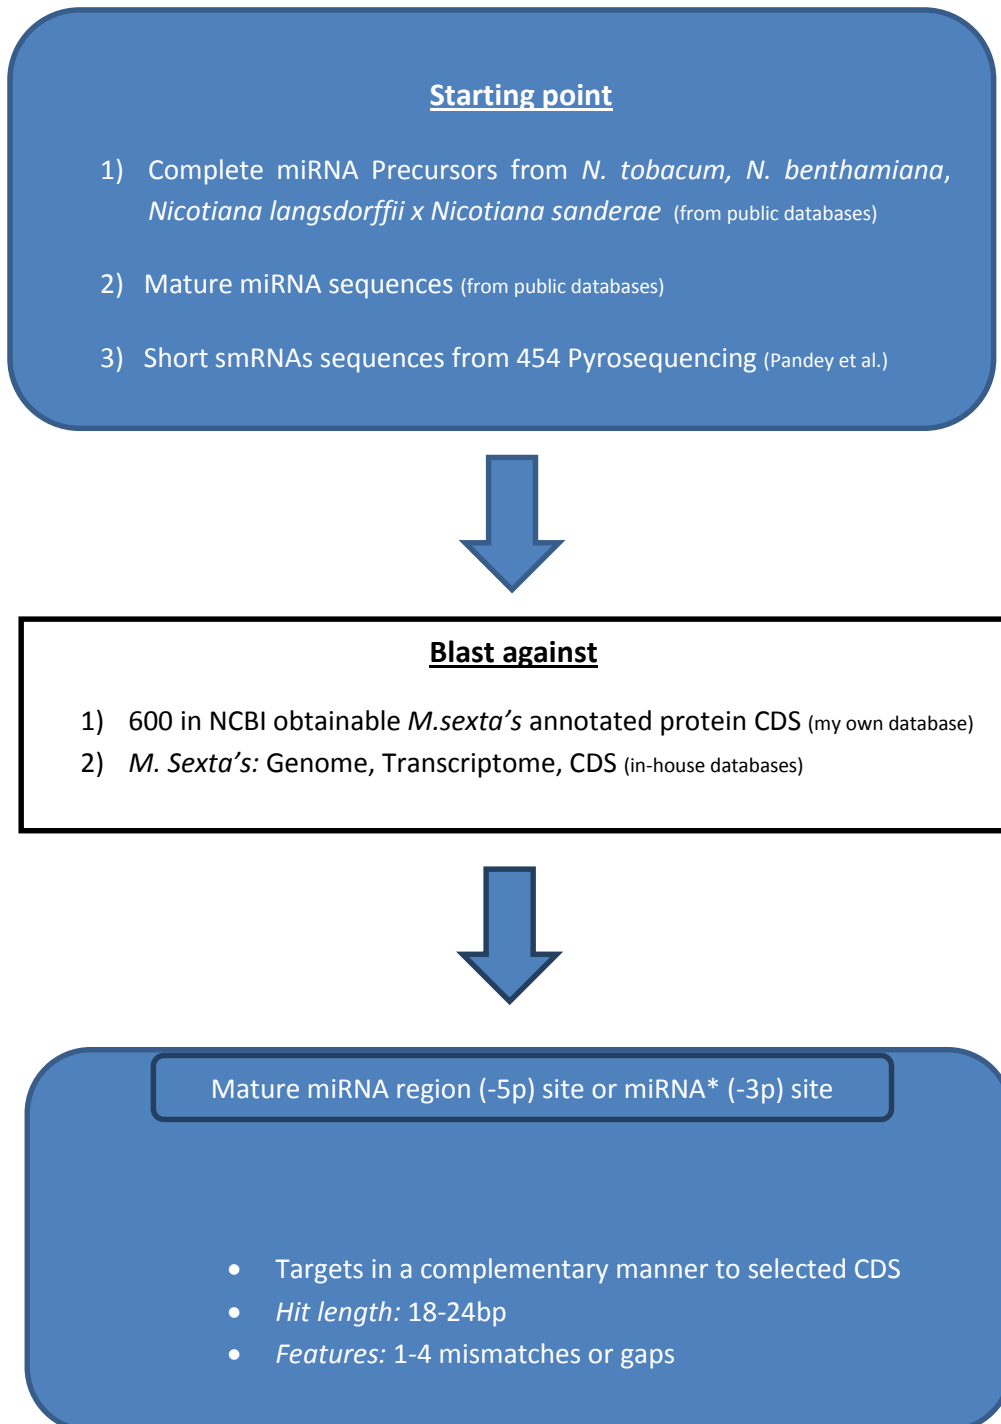 Starting point
1) Complete miRNA Precursors from N. tobacum, N. benthamiana,
Nicotiana langsdorffii x Nicotiana sanderae (from public databases)
2) Mature miRNA sequences (from public databases)
3) Short smRNAs sequences from 454 Pyrosequencing (Pandey et al.)
Blast against
1) 600 in NCBI obtainable M.sexta's annotated protein CDS (my own database)
2) M. Sexta's: Genome, Transcriptome, CDS (in-house databases)
Mature miRNA region (-5p) site or miRNA* (-3p) site
• Targets in a complementary manner to selected CDS
• Hit length: 18-24bp
• Features: 1-4 mismatches or gaps